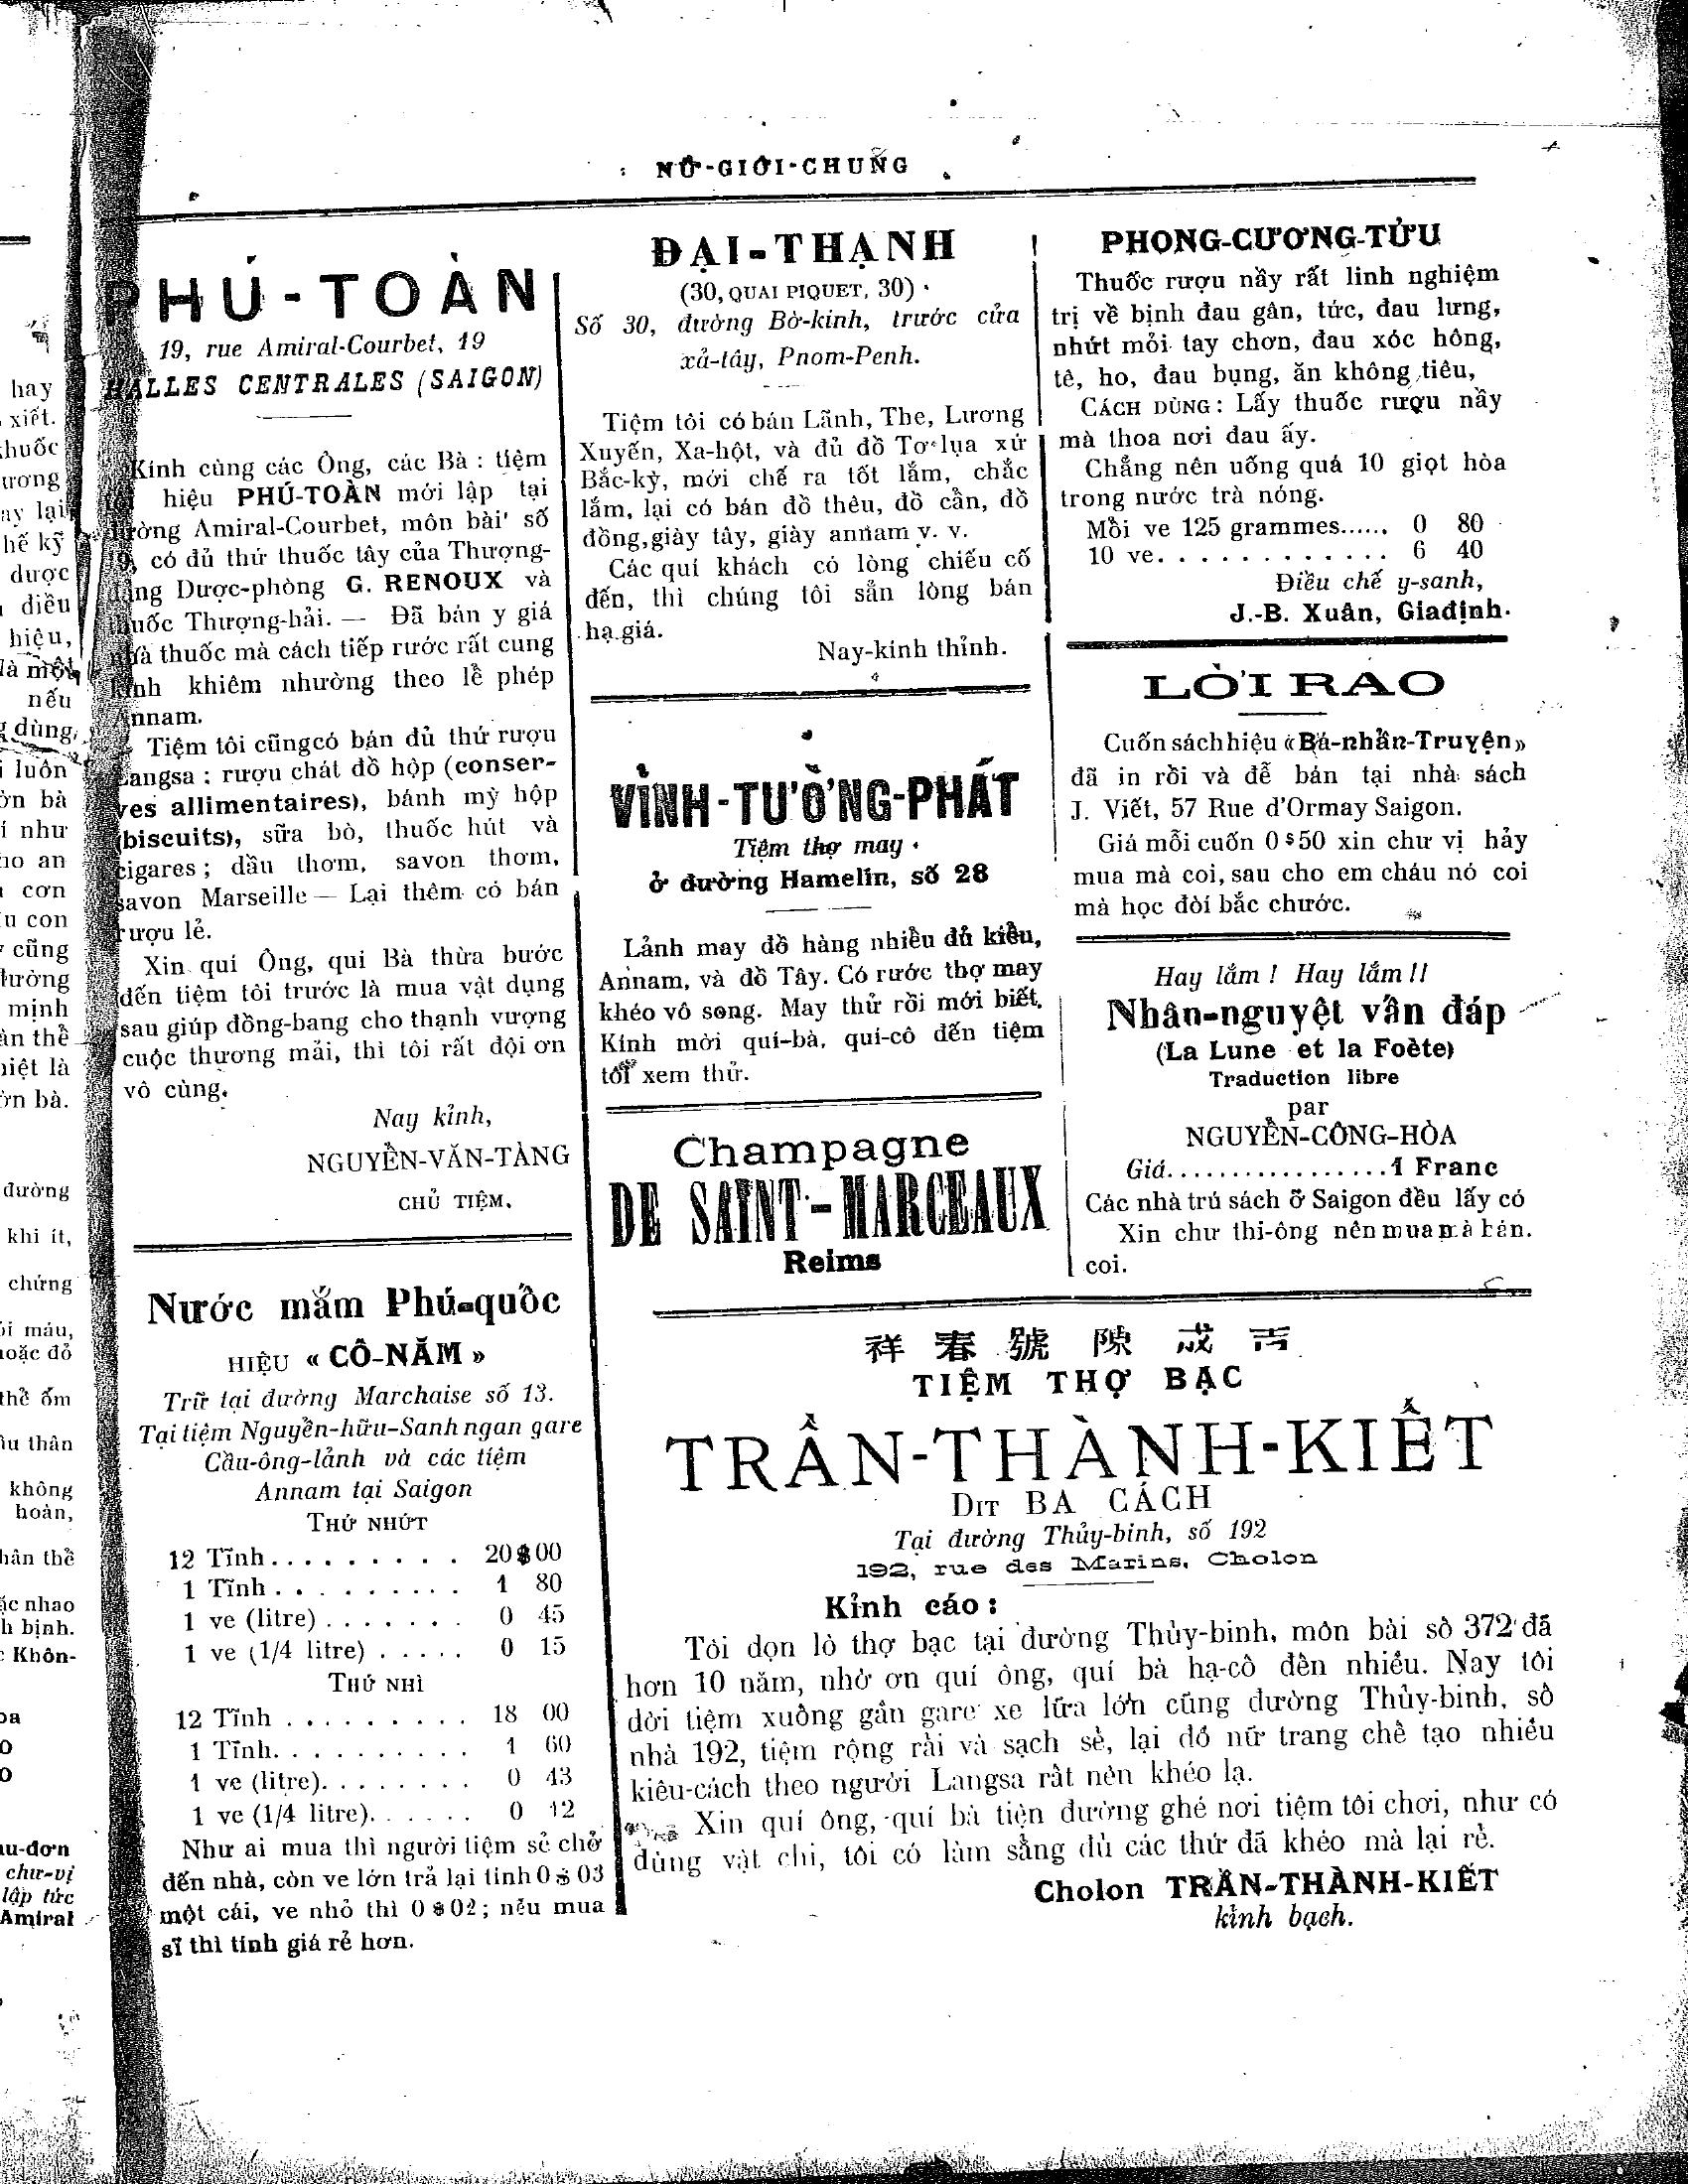 NỮ-GIỚI-CHUNG
PHÚ-TOÀN
19, rue Amiral-Courbet, 19
HALLES CENTRALES (SAIGON)
Kính cùng các Ông, các Bà : tiệm
hiệu PHÚ-TOÀN mới lập tại
đường Amiral-Courbet, môn bài số
19, có đủ thứ thuốc tây của Thượng-
đẳng Dược-phòng G. RENOUX và
thuốc Thượng-hải. — Đã bán y giá
nhà thuốc mà cách tiếp rước rất cung
kính khiêm nhường theo lễ phép
Annam.
Tiệm tôi cũngcó bán đủ thứ rượu
Langsa : rượu chát đồ hộp (conser-
ves allimentaires), bánh mỳ hộp
(biscuits), sữa bò, thuốc hút và
cigares ; dầu thơm, savon thơm,
savon Marseille — Lại thêm có bán
rượu lẻ.
Xin quí Ông, qui Bà thừa bước
đến tiệm tôi trước là mua vật dụng
sau giúp đồng-bang cho thạnh vượng
cuộc thương mải, thì tôi rất đội ơn
vô cùng.
Nay kỉnh,
NGUYỄN-VĂN-TÀNG
CHỦ TIỆM.
Nước mắm Phú-quốc
HIỆU « CÔ-NĂM »
Trữ tại đường Marchaise số 13.
Tại tiệm Nguyễn-hữu-Sanh ngan gare
Cầu-ông-lảnh và các tiệm
Annam tại Saigon
THỨ NHỨT
12 Tĩnh......... 20$00
1 Tĩnh.......... 1 80
1 ve (litre)....... 0 45
1 ve (1/4 litre)..... 0 15
THỨ NHÌ
12 Tĩnh......... 18 00
1 Tĩnh.......... 1 60
1 ve (litre)....... 0 43
1 ve (1/4 litre)...... 0 12
Như ai mua thì người tiệm sẻ chở
đến nhà, còn ve lớn trả lại tính 0$03
một cái, ve nhỏ thì 0$02 ; nếu mua
sĩ thì tính giá rẻ hơn.
ĐẠI-THẠNH
(30, QUAI PIQUET, 30)
Số 30, đường Bờ-kinh, trước cửa
xả-tây, Pnom-Penh.
Tiệm tôi có bán Lãnh, The, Lương
Xuyến, Xa-hột, và đủ đồ Tơ lụa xứ
Bắc-kỳ, mới chế ra tốt lắm, chắc
lắm, lại có bán đồ thêu, đồ cẩn, đồ
đồng, giày tây, giày annam v. v.
Các quí khách có lòng chiếu cố
đến, thì chúng tôi sẵn lòng bán
hạ giá.
Nay-kính thỉnh.
VỈNH-TƯỜNG-PHÁT
Tiệm thợ may
ở đường Hamelin, số 28
Lảnh may đồ hàng nhiều đủ kiểu,
Annam, và đồ Tây. Có rước thợ may
khéo vô song. May thử rồi mới biết.
Kính mời quí-bà, quí-cô đến tiệm
tôi xem thử.
Champagne
DE SAINT-MARCEAUX
Reims
PHONG-CƯƠNG-TỬU
Thuốc rượu nầy rất linh nghiệm
trị về bịnh đau gân, tức, đau lưng,
nhứt mỏi tay chơn, đau xóc hông,
tê, ho, đau bụng, ăn không tiêu,
CÁCH DÙNG : Lấy thuốc rượu nầy
mà thoa nơi đau ấy.
Chẳng nên uống quá 10 giọt hòa
trong nước trà nóng.
Mỗi ve 125 grammes...... 0 80
10 ve............ 6 40
Điều chế y-sanh,
J.-B. Xuân, Giađịnh.
LỜI RAO
Cuốn sách hiệu «Bá-nhẫn-Truyện»
đã in rồi và để bán tại nhà sách
J. Viết, 57 Rue d'Ormay Saigon.
Giá mỗi cuốn 0$50 xin chư vị hảy
mua mà coi, sau cho em cháu nó coi
mà học đòi bắc chước.
Hay lắm ! Hay lắm !!
Nhân-nguyệt vấn đáp
(La Lune et la Foète)
Traduction libre
par
NGUYỄN-CÔNG-HÒA
Giá.................1 Franc
Các nhà trú sách ở Saigon đều lấy có
Xin chư thi-ông nên mua mà bán.
coi.
祥春號陳成吉
TIỆM THỢ BẠC
TRẦN-THÀNH-KIẾT
DIT BA CÁCH
Tại đường Thủy-binh, số 192
192, rue des Marins, Cholon
Kỉnh cáo :
Tôi dọn lò thợ bạc tại đường Thủy-binh, môn bài số 372 đã
hơn 10 năm, nhờ ơn quí ông, quí bà hạ-cố đến nhiều. Nay tôi
dời tiệm xuống gần gare xe lửa lớn cũng đường Thủy-binh, số
nhà 192, tiệm rộng rải và sạch sẻ, lại đồ nữ trang chế tạo nhiều
kiểu-cách theo người Langsa rất nên khéo lạ.
Xin quí ông, quí bà tiện đường ghé nơi tiệm tôi chơi, như có
dùng vật chi, tôi có làm sẵng đủ các thứ đã khéo mà lại rẻ.
Cholon TRẦN-THÀNH-KIẾT
kỉnh bạch.